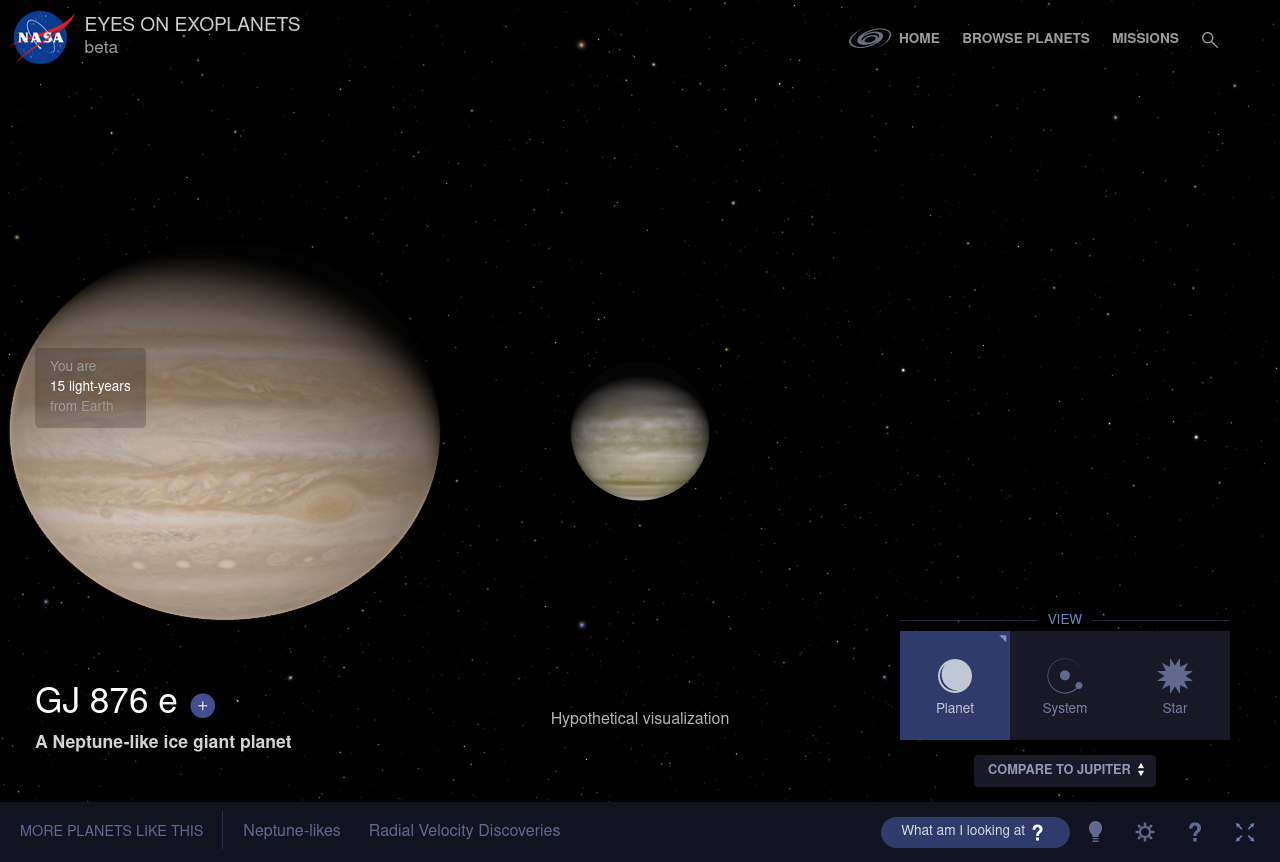 NASA
EYES ON EXOPLANETS
beta
HOME
BROWSE PLANETS
MISSIONS
You are
15 light-years
from Earth
VIEW
Planet
System
Star
GJ 876 e +
A Neptune-like ice giant planet
Hypothetical visualization
COMPARE TO JUPITER
MORE PLANETS LIKE THIS
Neptune-likes
Radial Velocity Discoveries
What am I looking at ?
?